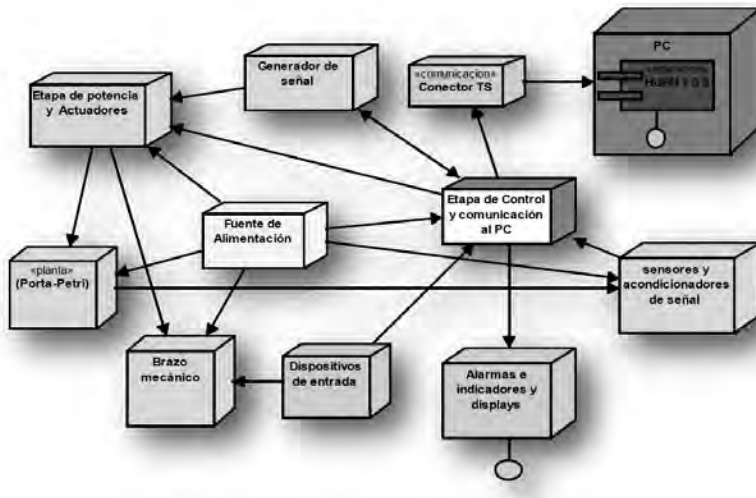 PC
Generador de
señal
«comunicacion»
Conector TS
Etapa de potencia
y Actuadores
Etapa de Control
y comunicación
al PC
Fuente de
Alimentación
«planta»
(Porta-Petri)
sensores y
acondicionadores
de señal
Brazo
mecánico
Dispositivos
de entrada
Alarmas e
indicadores y
displays